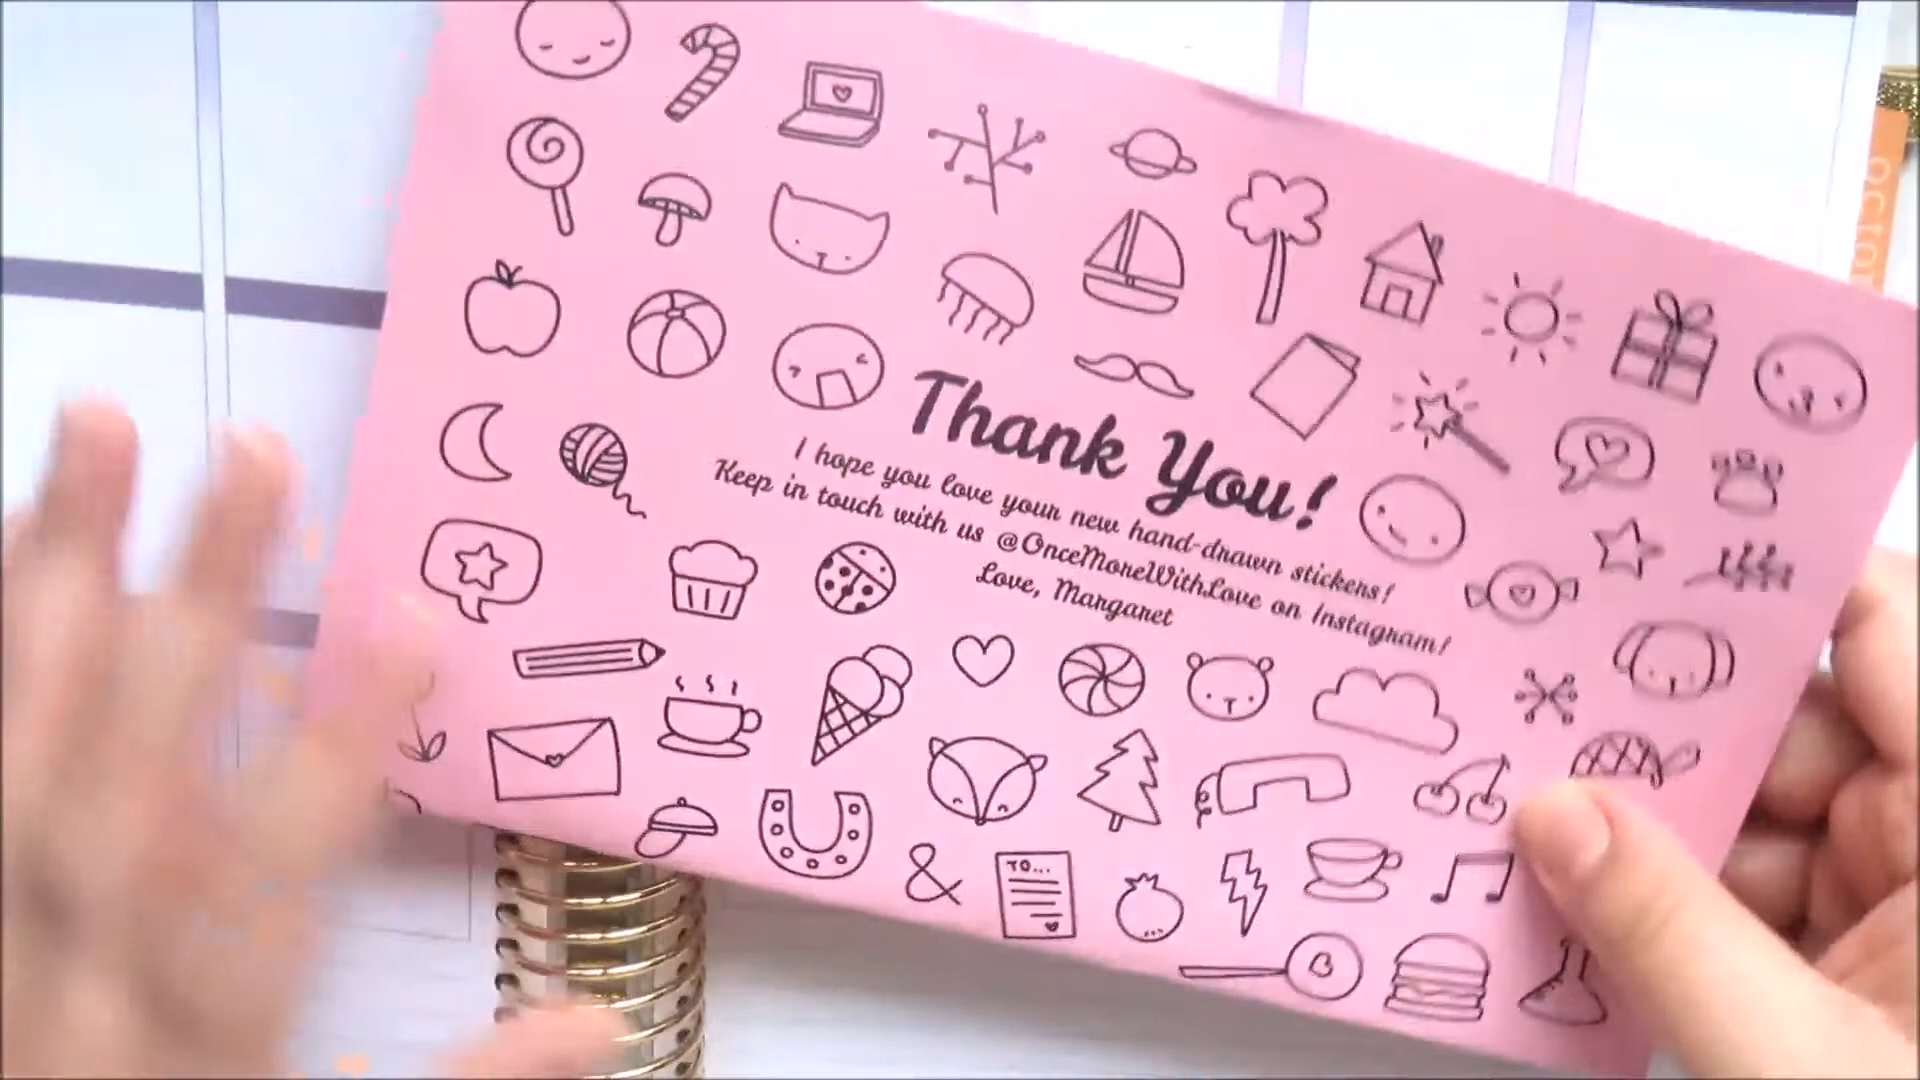 Thank You!
I hope you love your new hand-drawn stickers!
Keep in touch with us @OnceMoreWithLove on Instagram!
Love, Margaret
TO...
&